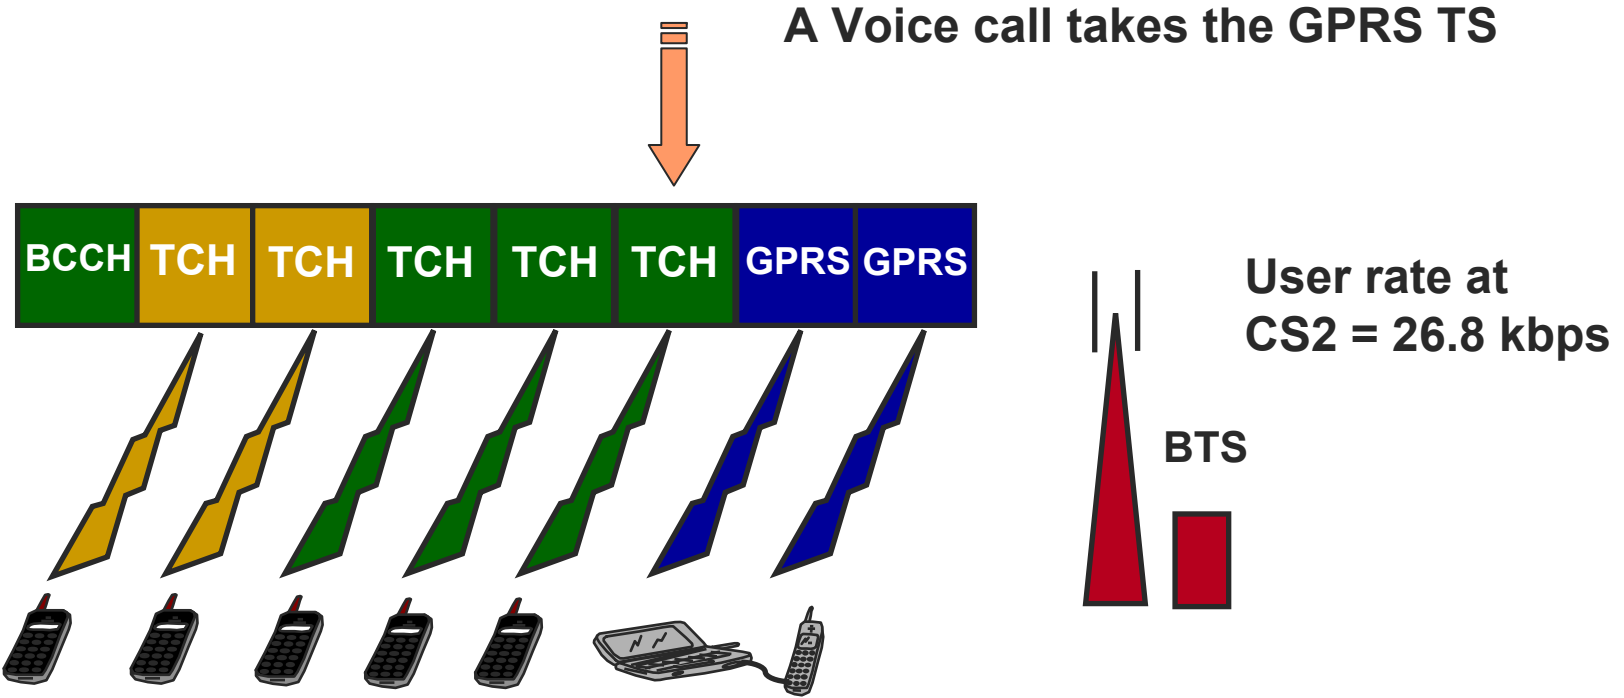 A Voice call takes the GPRS TS
BCCH TCH TCH TCH TCH TCH GPRS GPRS
User rate at
CS2 = 26.8 kbps
BTS